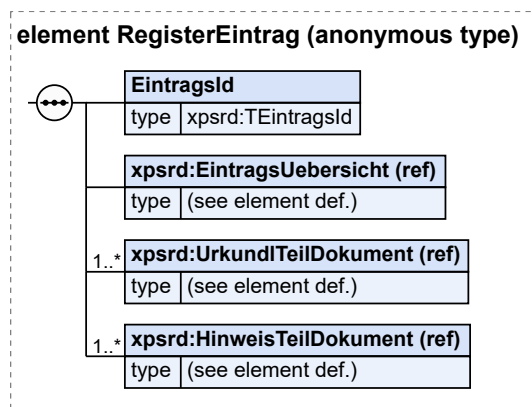 element RegisterEintrag (anonymous type)
EintragsId
type xpsrd:TEintragsId
xpsrd:EintragsUebersicht (ref)
type (see element def.)
1..* xpsrd:UrkundlTeilDokument (ref)
type (see element def.)
1..* xpsrd:HinweisTeilDokument (ref)
type (see element def.)